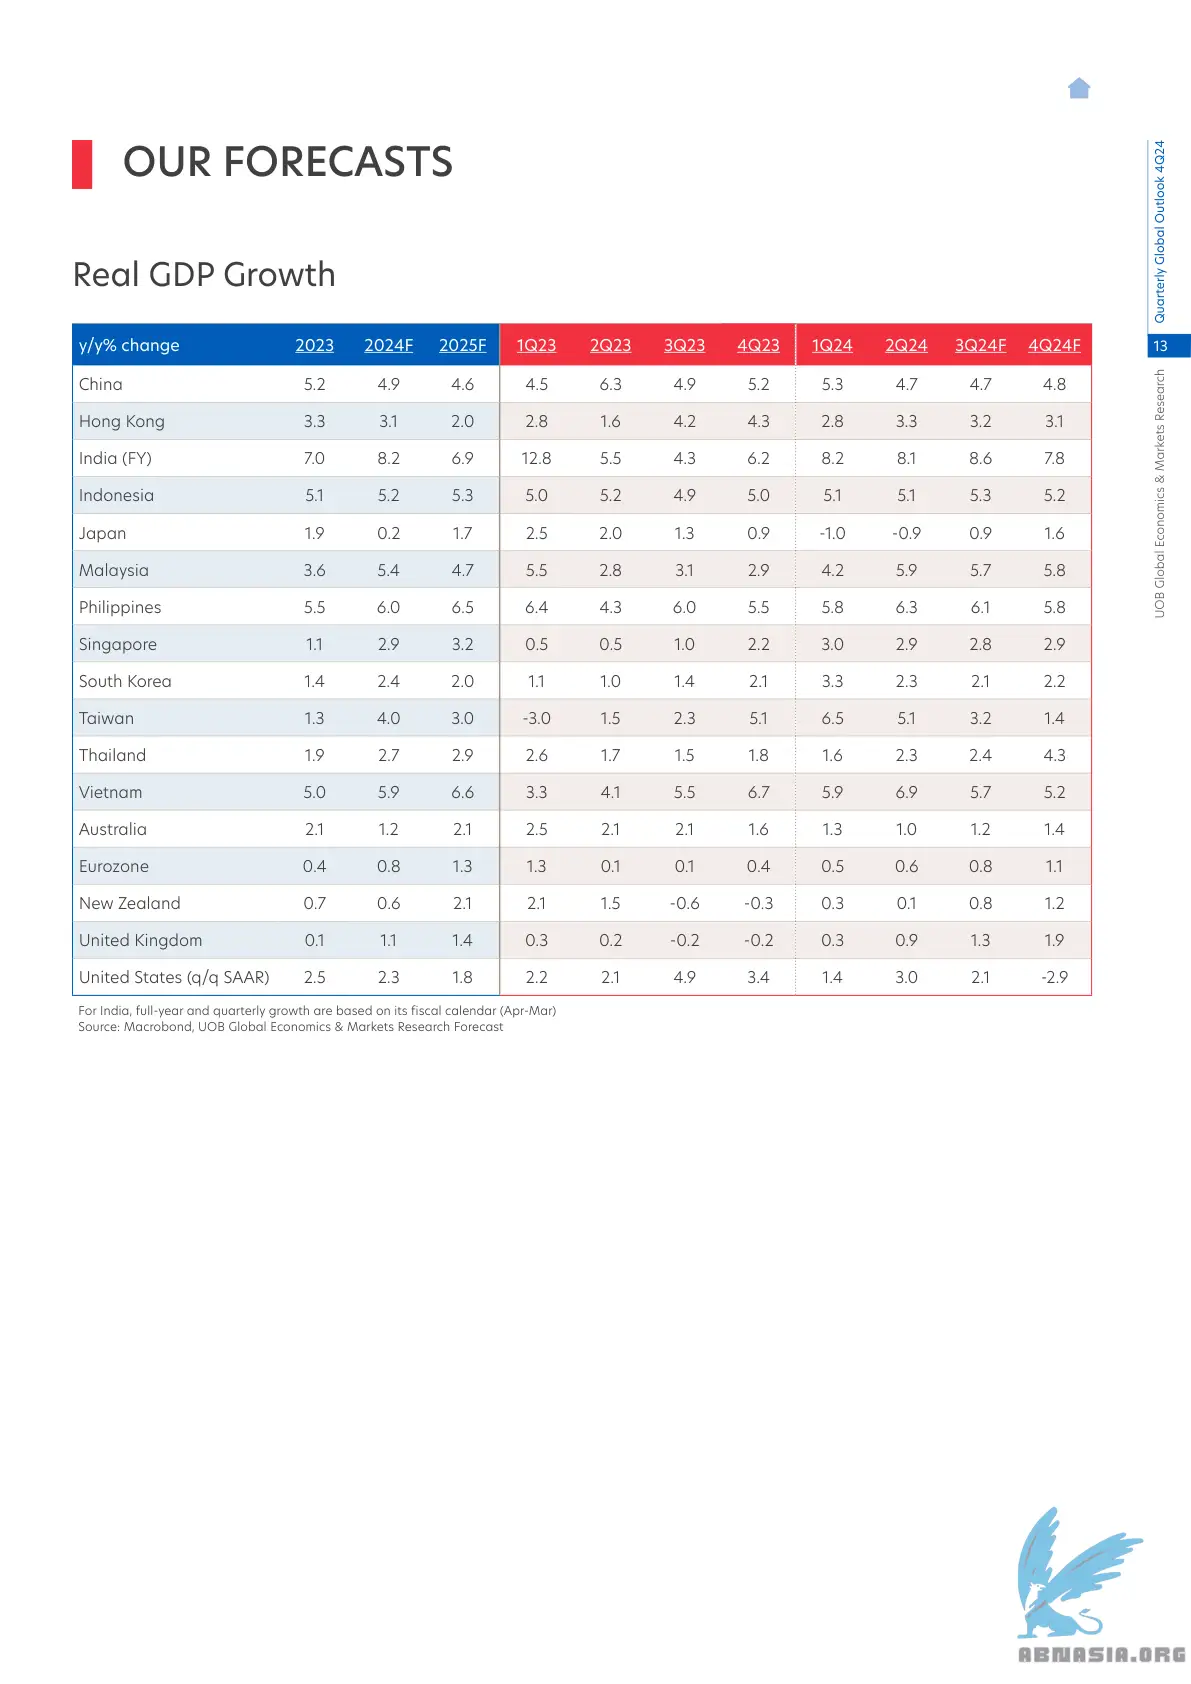 OUR FORECASTS
Real GDP Growth
y/y% change 2023 2024F 2025F 1Q23 2Q23 3Q23 4Q23 1Q24 2Q24 3Q24F 4Q24F
China 5.2 4.9 4.6 4.5 6.3 4.9 5.2 5.3 4.7 4.7 4.8
Hong Kong 3.3 3.1 2.0 2.8 1.6 4.2 4.3 2.8 3.3 3.2 3.1
India (FY) 7.0 8.2 6.9 12.8 5.5 4.3 6.2 8.2 8.1 8.6 7.8
Indonesia 5.1 5.2 5.3 5.0 5.2 4.9 5.0 5.1 5.1 5.3 5.2
Japan 1.9 0.2 1.7 2.5 2.0 1.3 0.9 -1.0 -0.9 0.9 1.6
Malaysia 3.6 5.4 4.7 5.5 2.8 3.1 2.9 4.2 5.9 5.7 5.8
Philippines 5.5 6.0 6.5 6.4 4.3 6.0 5.5 5.8 6.3 6.1 5.8
Singapore 1.1 2.9 3.2 0.5 0.5 1.0 2.2 3.0 2.9 2.8 2.9
South Korea 1.4 2.4 2.0 1.1 1.0 1.4 2.1 3.3 2.3 2.1 2.2
Taiwan 1.3 4.0 3.0 -3.0 1.5 2.3 5.1 6.5 5.1 3.2 1.4
Thailand 1.9 2.7 2.9 2.6 1.7 1.5 1.8 1.6 2.3 2.4 4.3
Vietnam 5.0 5.9 6.6 3.3 4.1 5.5 6.7 5.9 6.9 5.7 5.2
Australia 2.1 1.2 2.1 2.5 2.1 2.1 1.6 1.3 1.0 1.2 1.4
Eurozone 0.4 0.8 1.3 1.3 0.1 0.1 0.4 0.5 0.6 0.8 1.1
New Zealand 0.7 0.6 2.1 2.1 1.5 -0.6 -0.3 0.3 0.1 0.8 1.2
United Kingdom 0.1 1.1 1.4 0.3 0.2 -0.2 -0.2 0.3 0.9 1.3 1.9
United States (q/q SAAR) 2.5 2.3 1.8 2.2 2.1 4.9 3.4 1.4 3.0 2.1 -2.9
For India, full-year and quarterly growth are based on its fiscal calendar (Apr-Mar)
Source: Macrobond, UOB Global Economics & Markets Research Forecast
Quarterly Global Outlook 4Q24
13
UOB Global Economics & Markets Research
ABNASIA.ORG